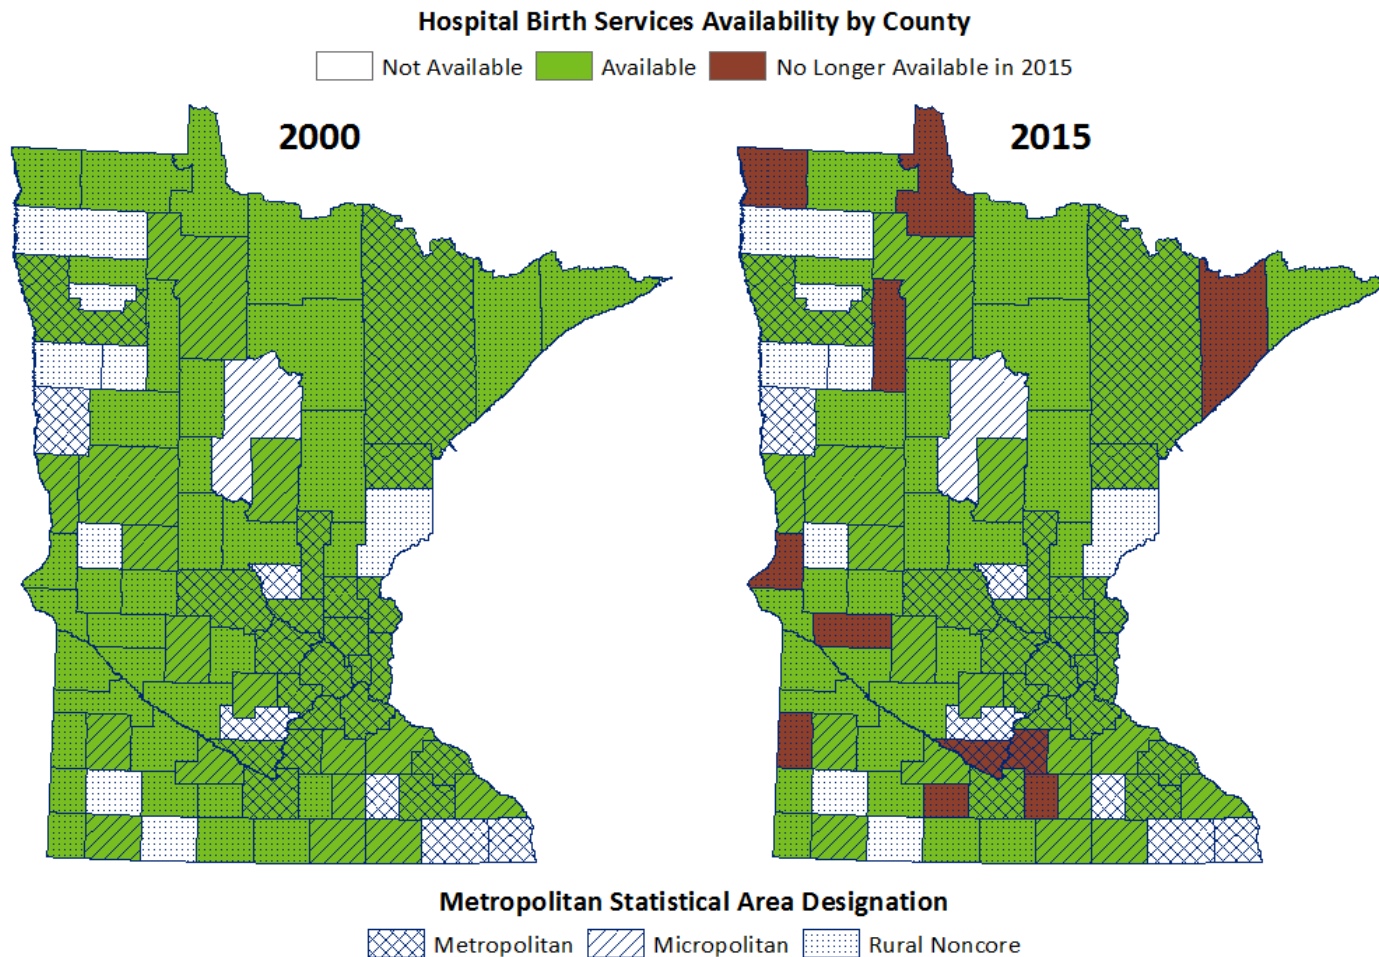 Hospital Birth Services Availability by County
Not Available Available No Longer Available in 2015
2000 2015
Metropolitan Statistical Area Designation
Metropolitan Micropolitan Rural Noncore